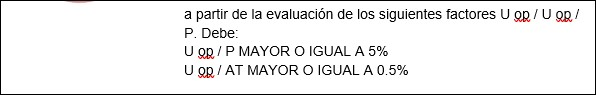 a partir de la evaluación de los siguientes factores U op / U op /
P. Debe:
U op / P MAYOR O IGUAL A 5%
U op / AT MAYOR O IGUAL A 0.5%